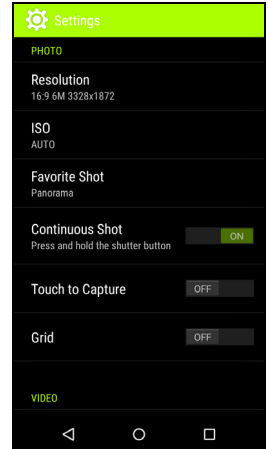 Settings
PHOTO
Resolution
16:9 6M 3328x1872
ISO
AUTO
Favorite Shot
Panorama
Continuous Shot
Press and hold the shutter button
ON
Touch to Capture
OFF
Grid
OFF
VIDEO